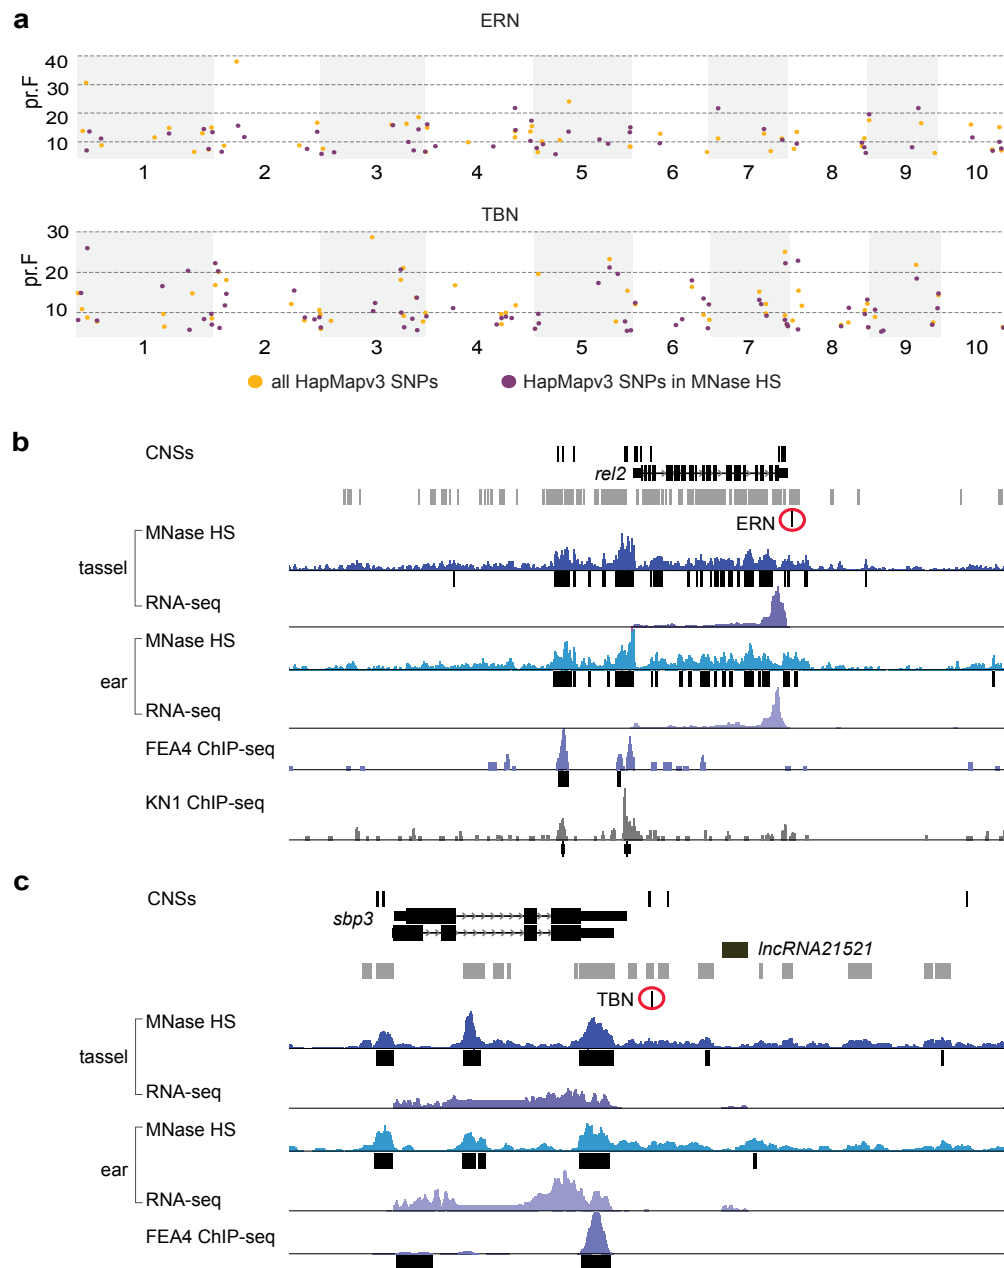 a
ERN
pr.F
40
30
20
10
1 2 3 4 5 6 7 8 9 10
TBN
pr.F
30
20
10
1 2 3 4 5 6 7 8 9 10
all HapMapv3 SNPs HapMapv3 SNPs in MNase HS
b
CNSs
rel2
ERN
MNase HS
tassel
RNA-seq
MNase HS
ear
RNA-seq
FEA4 ChIP-seq
KN1 ChIP-seq
c
CNSs
sbp3
lncRNA21521
TBN
MNase HS
tassel
RNA-seq
MNase HS
ear
RNA-seq
FEA4 ChIP-seq